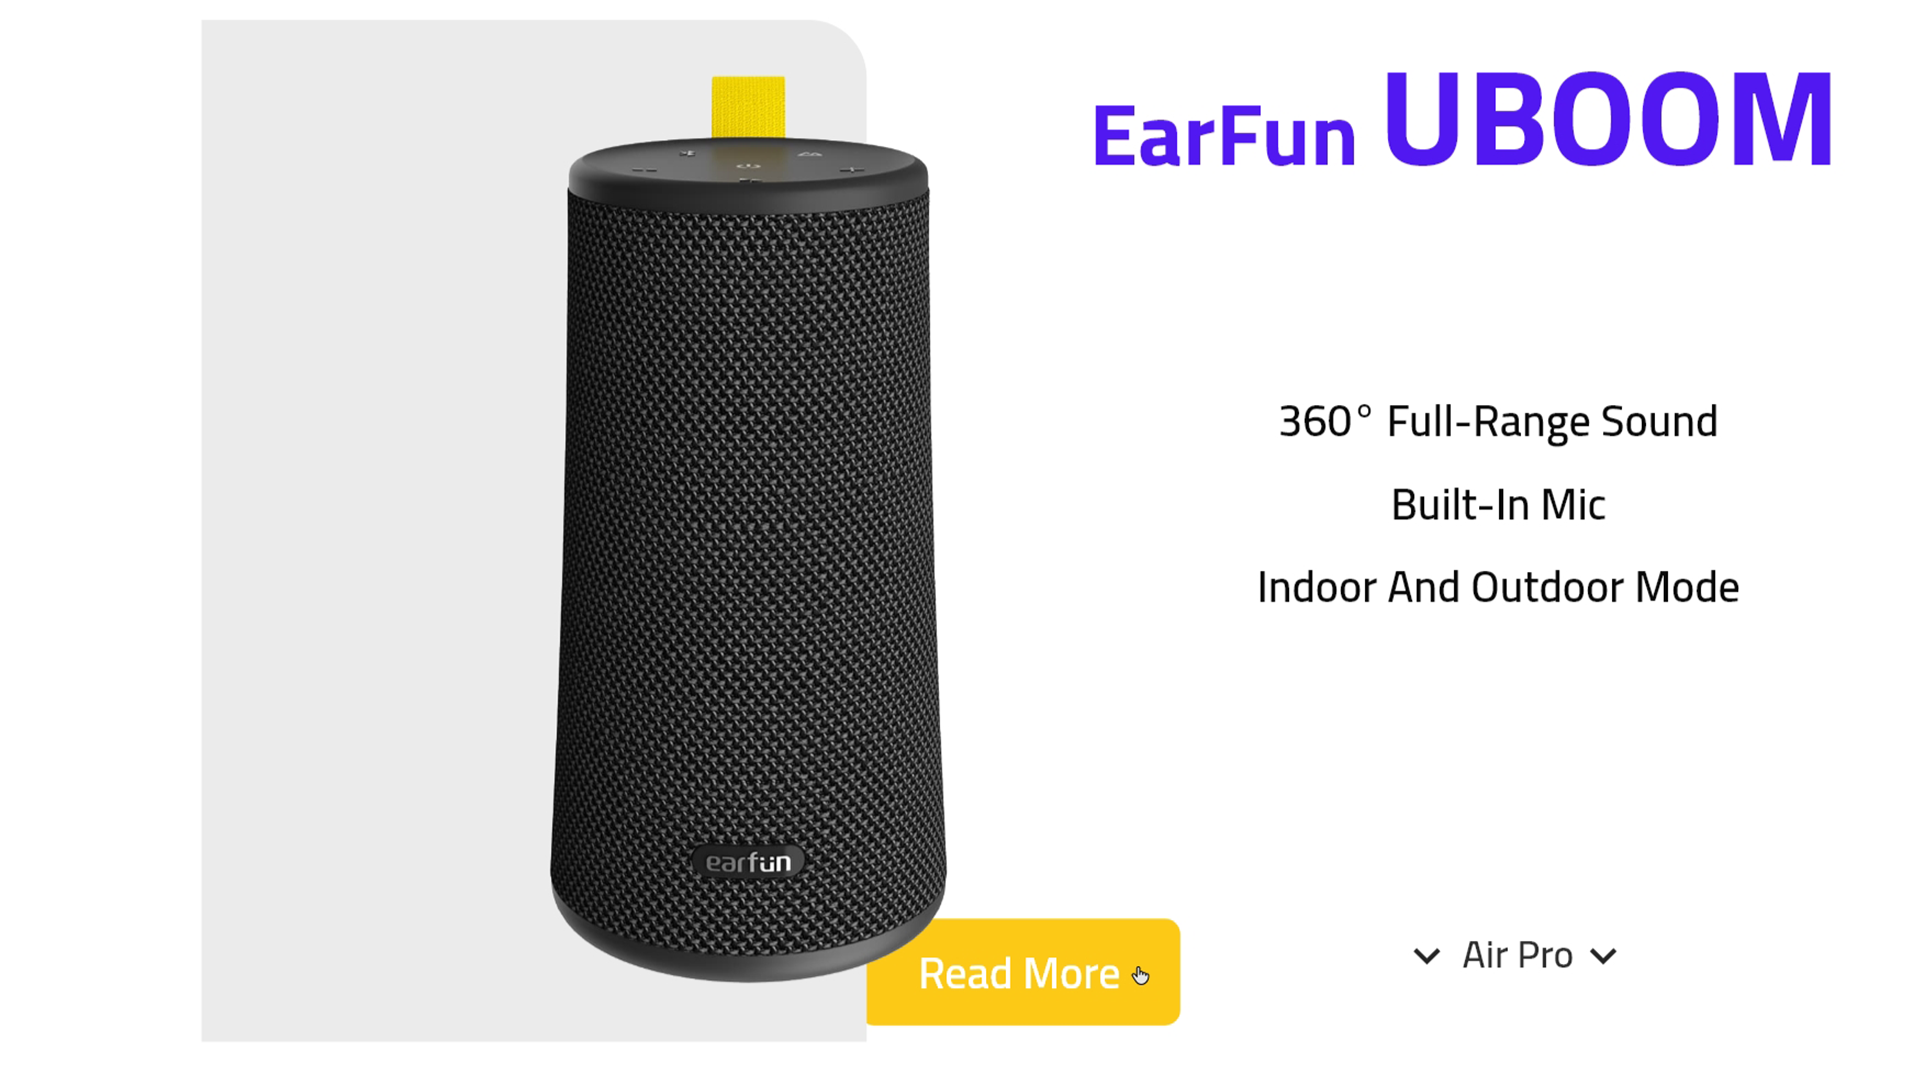 EarFun UBOOM
360° Full-Range Sound
Built-In Mic
Indoor And Outdoor Mode
earfun
Read More
Air Pro